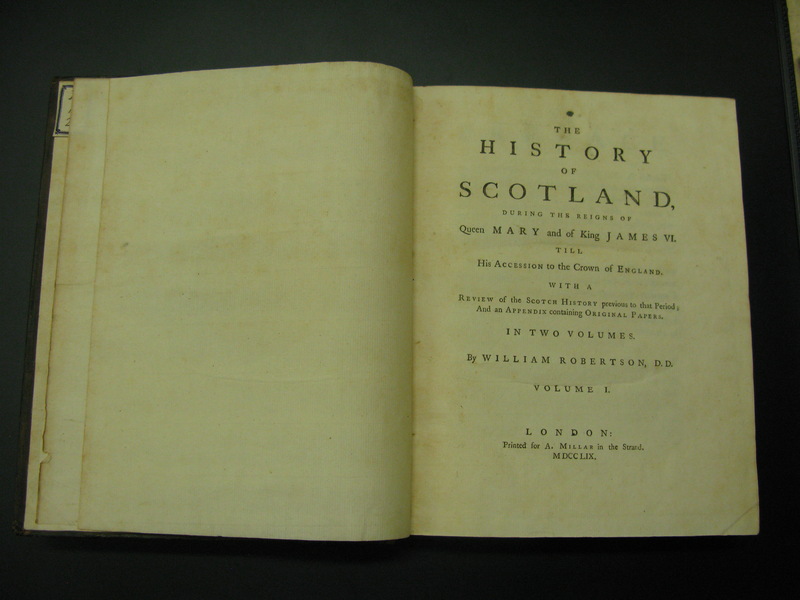 THE
HISTORY
OF
SCOTLAND,
DURING THE REIGNS OF
Queen MARY and of King JAMES VI.
TILL
His ACCESSION to the Crown of ENGLAND.
WITH A
REVIEW of the SCOTCH HISTORY previous to that Period;
And an APPENDIX containing ORIGINAL PAPERS.
IN TWO VOLUMES.
By WILLIAM ROBERTSON, D.D.
VOLUME I.
LONDON:
Printed for A. MILLAR in the Strand.
MDCCLIX.